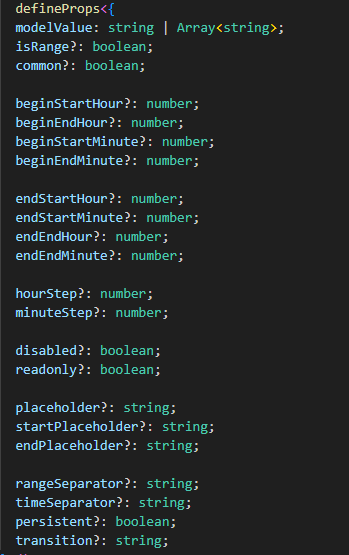 defineProps<{
modelValue: string | Array<string>;
isRange?: boolean;
common?: boolean;
beginStartHour?: number;
beginEndHour?: number;
beginStartMinute?: number;
beginEndMinute?: number;
endStartHour?: number;
endStartMinute?: number;
endEndHour?: number;
endEndMinute?: number;
hourStep?: number;
minuteStep?: number;
disabled?: boolean;
readonly?: boolean;
placeholder?: string;
startPlaceholder?: string;
endPlaceholder?: string;
rangeSeparator?: string;
timeSeparator?: string;
persistent?: boolean;
transition?: string;